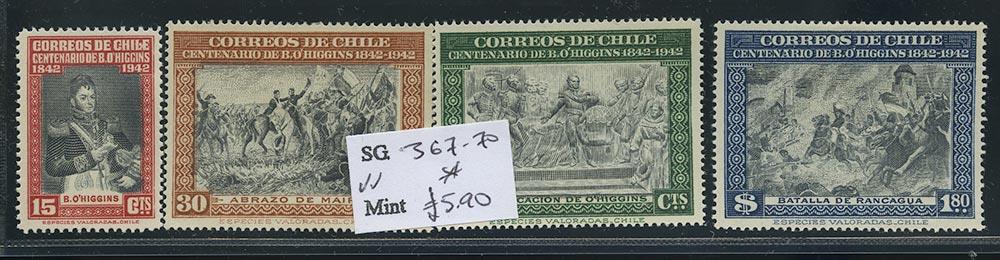 CORREOS DE CHILE
CENTENARIO DE B. O'HIGGINS
1842 1942
B. O'HIGGINS
15 CTS
ESPECIES VALORADAS. CHILE
CORREOS DE CHILE
CENTENARIO DE B. O'HIGGINS 1842-1942
30
ABRAZO DE
ESPECIES VALORADAS. CHILE
CORREOS DE CHILE
CENTENARIO DE B. O'HIGGINS 1842-1942
DE O'HIGGINS
CTS
ESPECIES VALORADAS. CHILE
CORREOS DE CHILE
CENTENARIO DE B. O'HIGGINS 1842-1942
BATALLA DE RANCAGUA
$ 1.80
ESPECIES VALORADAS. CHILE
SG 367-70
Mint £5.90